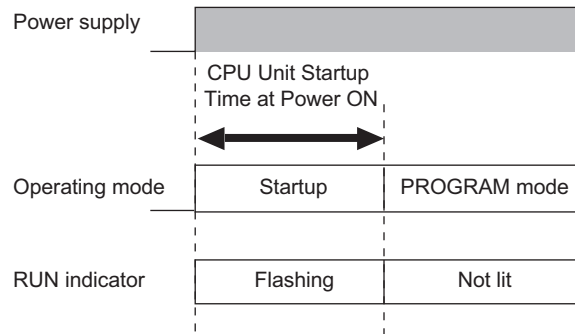 Power supply
CPU Unit Startup
Time at Power ON
Operating mode
Startup
PROGRAM mode
RUN indicator
Flashing
Not lit